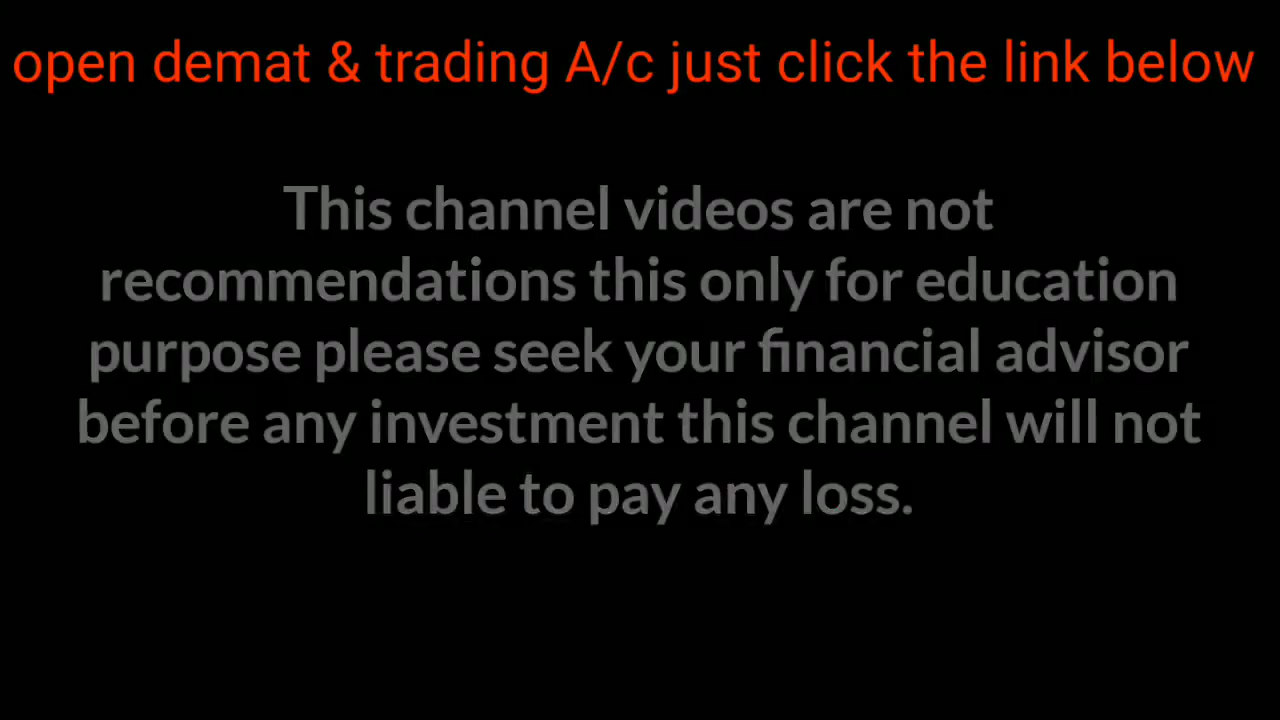 open demat & trading A/c just click the link below
This channel videos are not
recommendations this only for education
purpose please seek your financial advisor
before any investment this channel will not
liable to pay any loss.